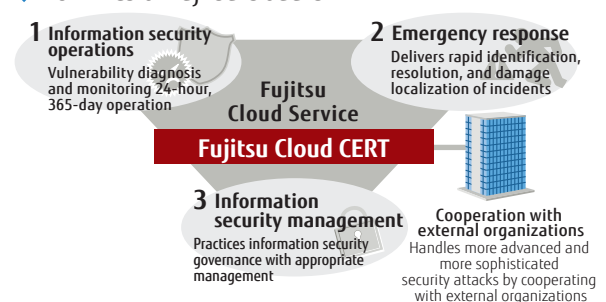 1 Information security
operations
Vulnerability diagnosis
and monitoring 24-hour,
365-day operation
2 Emergency response
Delivers rapid identification,
resolution, and damage
localization of incidents
Fujitsu
Cloud Service
Fujitsu Cloud CERT
3 Information
security management
Practices information security
governance with appropriate
management
Cooperation with
external organizations
Handles more advanced and
more sophisticated
security attacks by cooperating
with external organizations